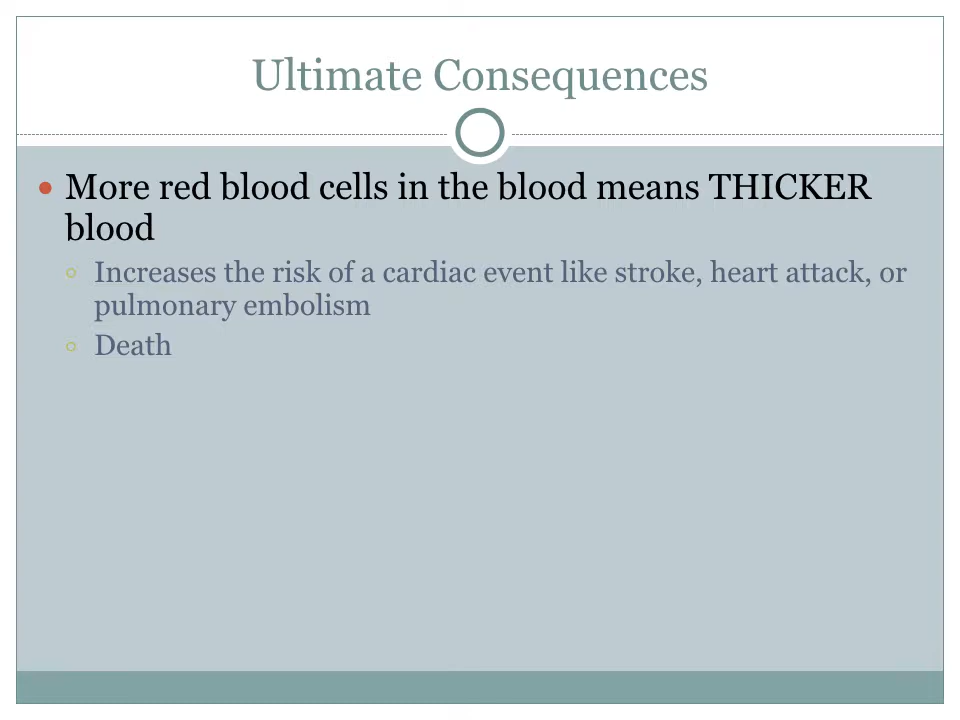 Ultimate Consequences
More red blood cells in the blood means THICKER
blood
Increases the risk of a cardiac event like stroke, heart attack, or
pulmonary embolism
Death